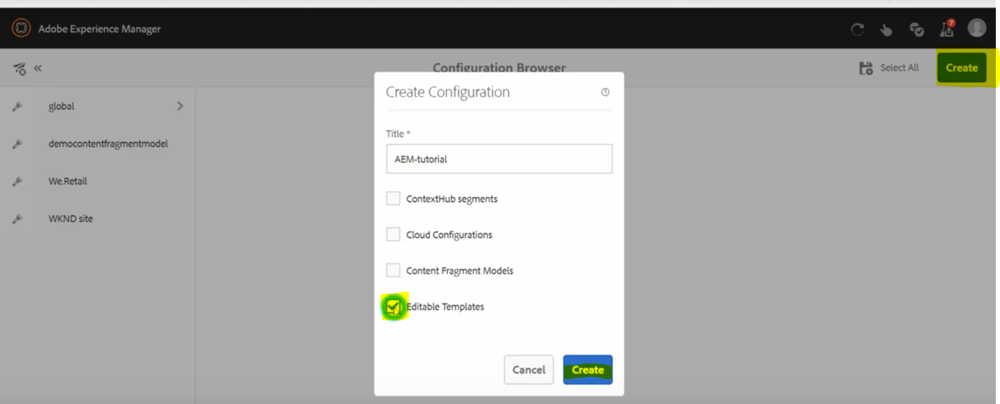 Adobe Experience Manager
7
Configuration Browser
Select All
Create
global
democontentfragmentmodel
We.Retail
WKND site
Create Configuration
Title *
AEM-tutorial
ContextHub segments
Cloud Configurations
Content Fragment Models
Editable Templates
Cancel
Create